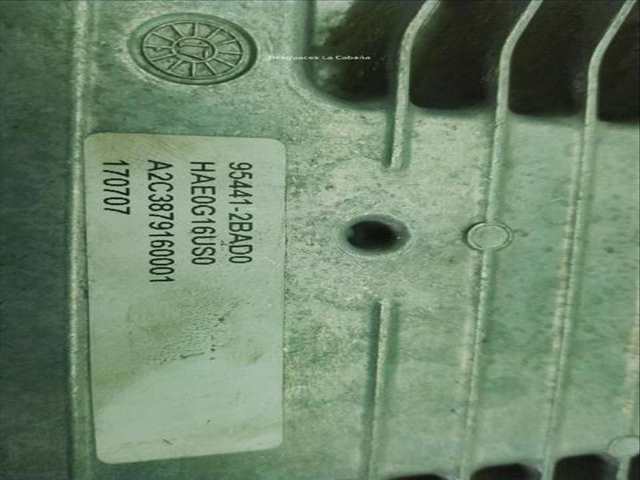 Desguaces La Cabaña
95441-2BAD0
HAE0G16US0
A2C3879160001
170707